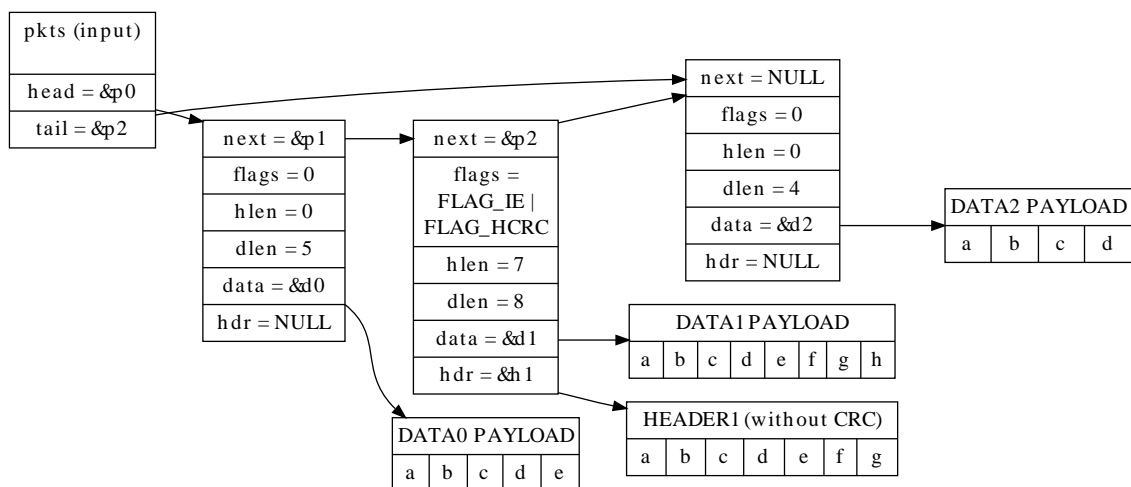 pkts (input)
head = &p0
tail = &p2
next = &p1
flags = 0
hlen = 0
dlen = 5
data = &d0
hdr = NULL
next = &p2
flags =
FLAG_IE |
FLAG_HCRC
hlen = 7
dlen = 8
data = &d1
hdr = &h1
next = NULL
flags = 0
hlen = 0
dlen = 4
data = &d2
hdr = NULL
DATA2 PAYLOAD
a b c d
DATA1 PAYLOAD
a b c d e f g h
HEADER1 (without CRC)
a b c d e f g
DATA0 PAYLOAD
a b c d e